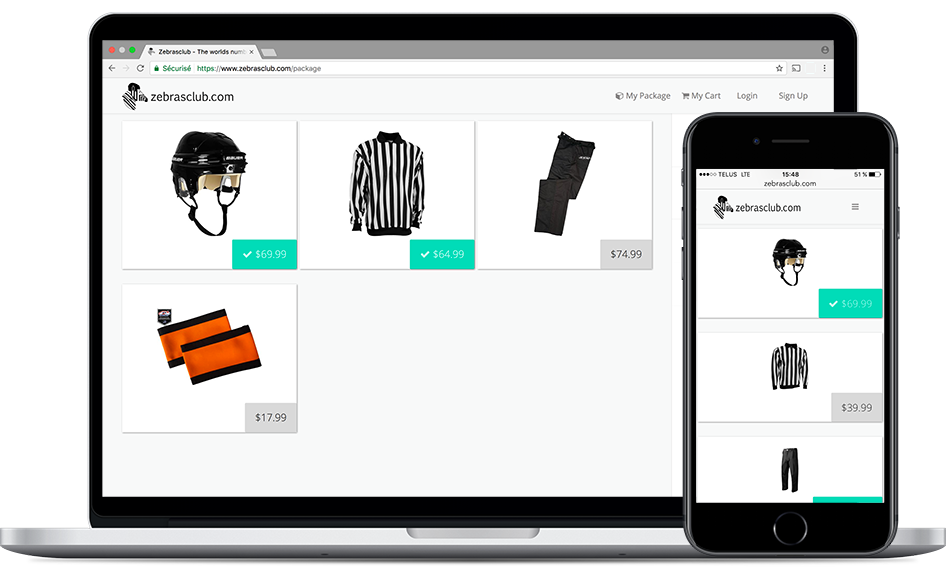 Zebrasclub - The worlds num
Sécurisé https://www.zebrasclub.com/package
zebrasclub.com My Package My Cart Login Sign Up
BAUER
$69.99 $64.99 $74.99
$17.99
TELUS LTE 15:48 51 %
zebrasclub.com
zebrasclub.com
$69.99
$39.99